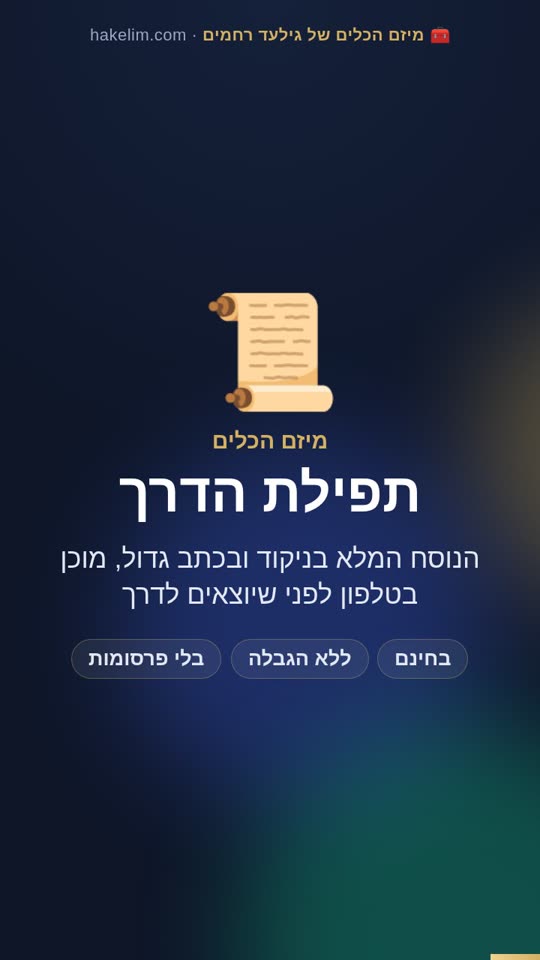 🧰 מיזם הכלים של גילעד רחמים · hakelim.com
מיזם הכלים
תפילת הדרך
הנוסח המלא בניקוד ובכתב גדול, מוכן
בטלפון לפני שיוצאים לדרך
בחינם
ללא הגבלה
בלי פרסומות